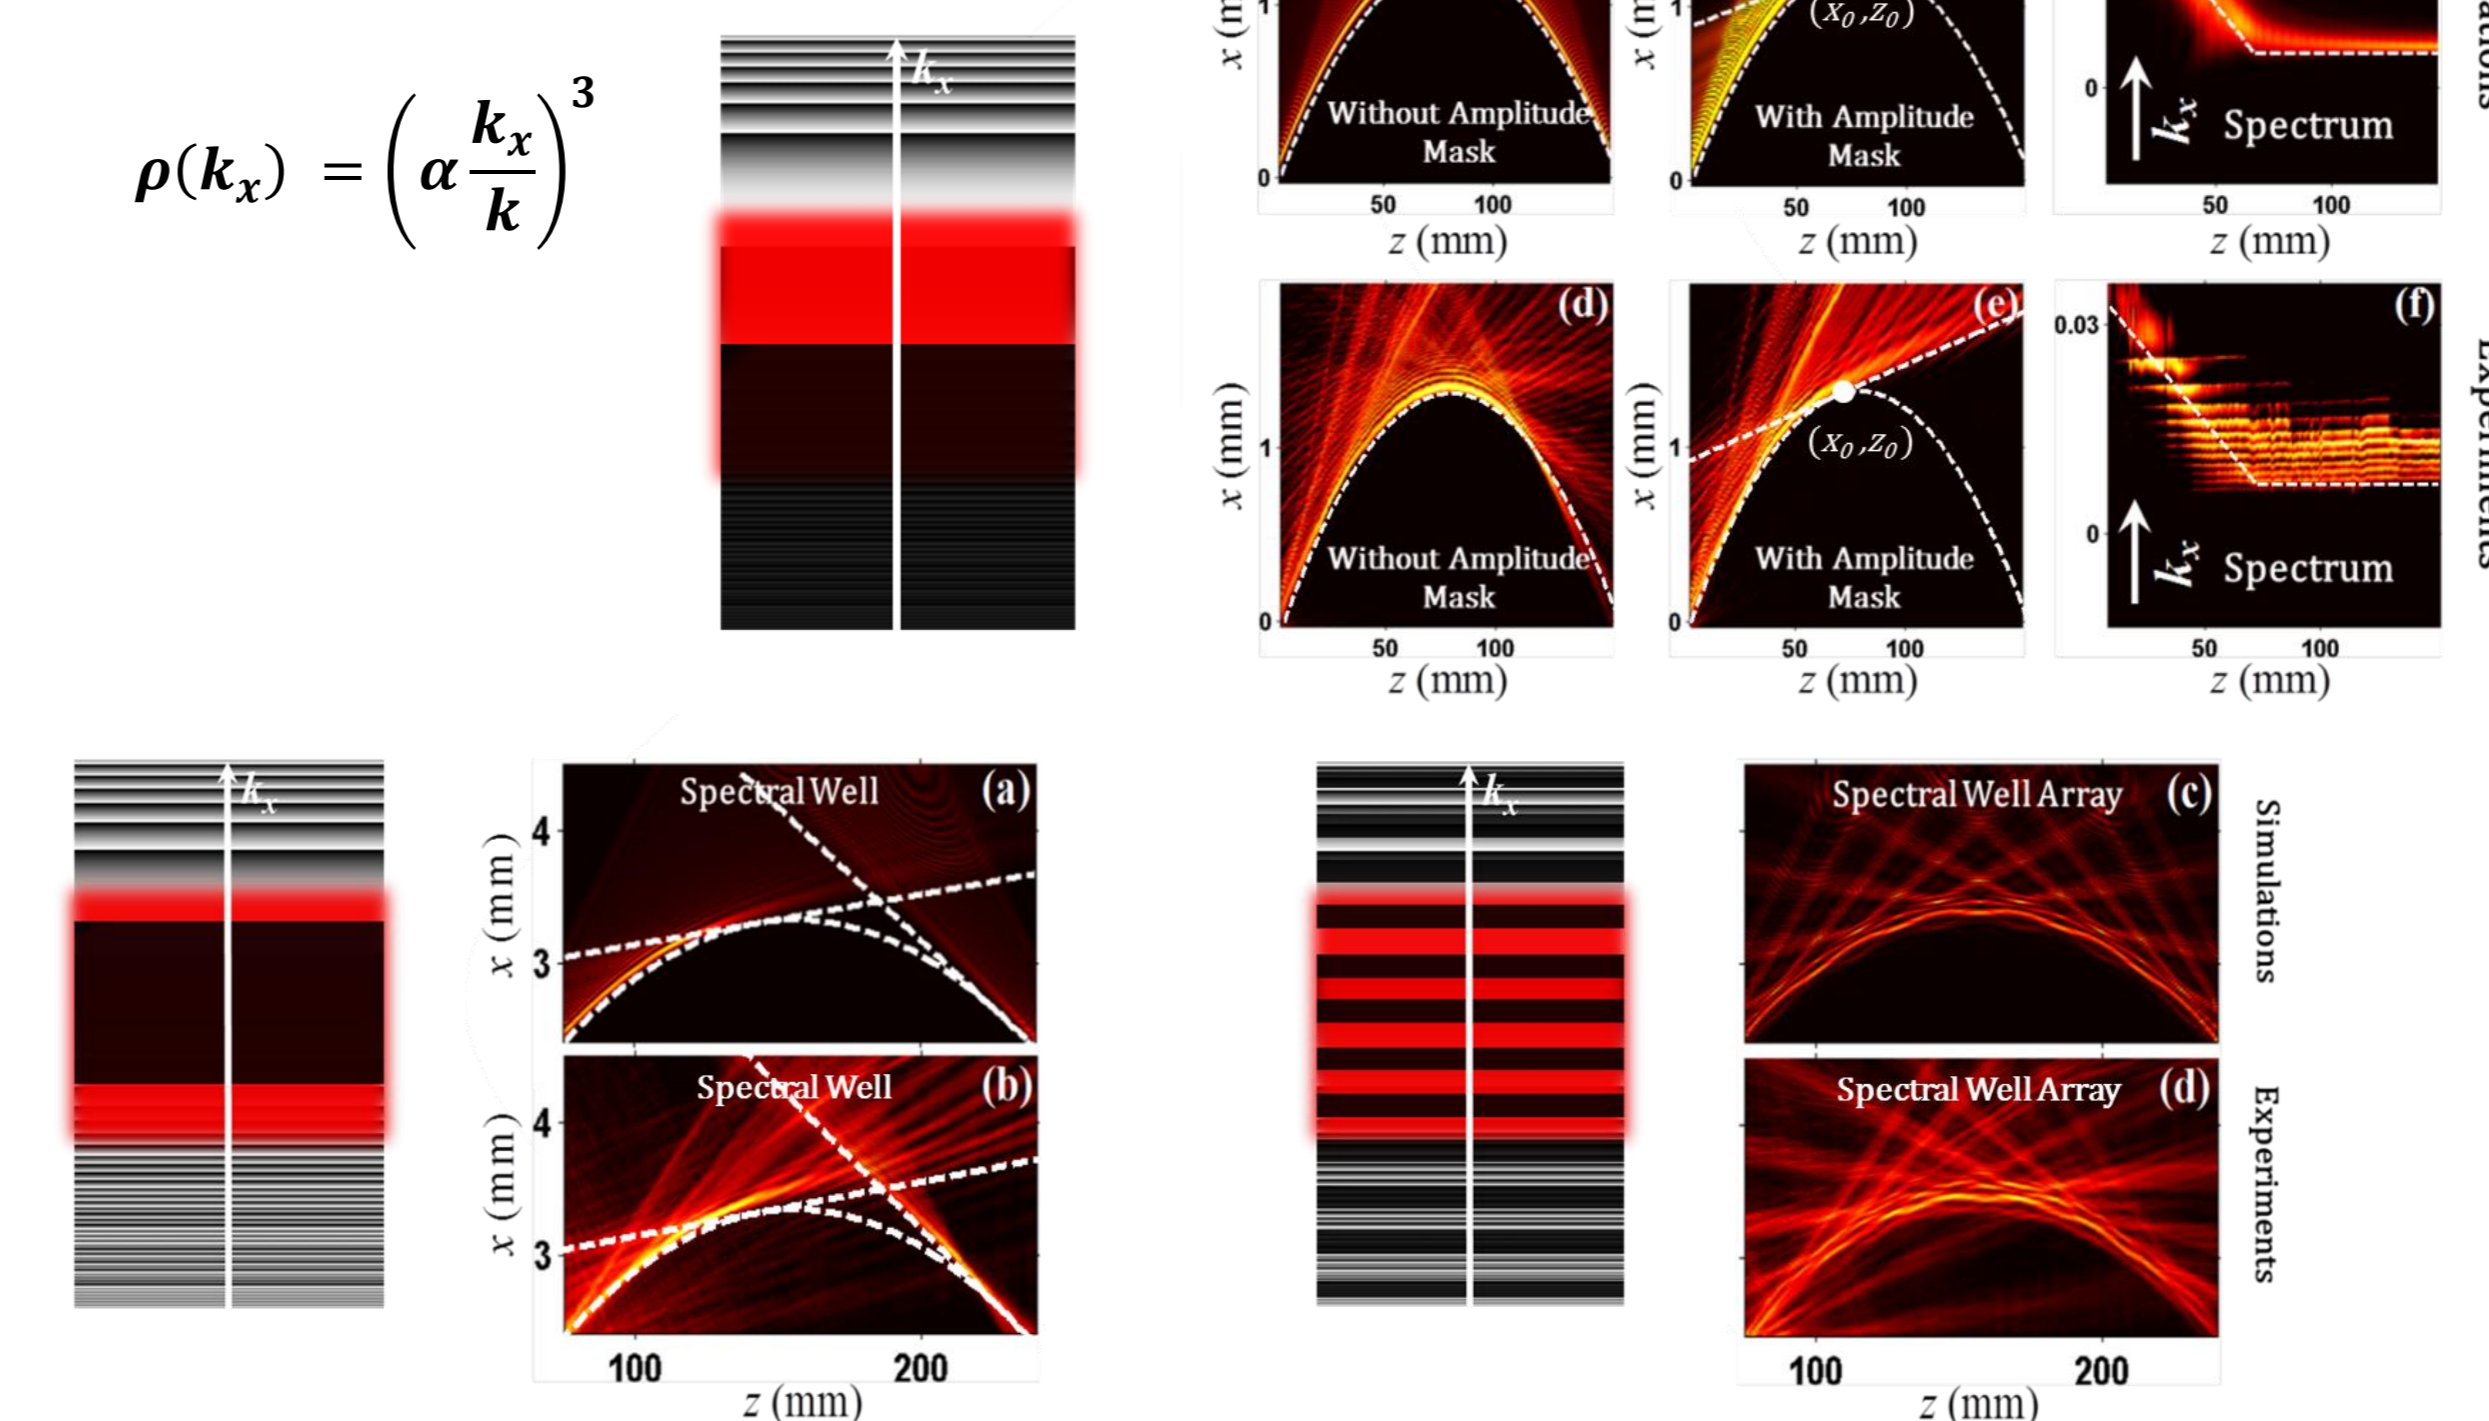 ρ(kx) = (α kx/k)³
kx
x (m
1
0
Without Amplitude
Mask
50 100
z (mm)
x (m
1
0
(x0,z0)
With Amplitude
Mask
50 100
z (mm)
0
kx Spectrum
50 100
z (mm)
ations
(d)
x (mm)
1
0
Without Amplitude
Mask
50 100
z (mm)
(e)
x (mm)
1
0
(x0,z0)
With Amplitude
Mask
50 100
z (mm)
(f)
0.03
0
kx Spectrum
50 100
z (mm)
Experiments
kx
Spectral Well (a)
x (mm)
4
3
Spectral Well (b)
x (mm)
4
3
100 200
z (mm)
kx
Spectral Well Array (c)
Simulations
Spectral Well Array (d)
Experiments
100 200
z (mm)